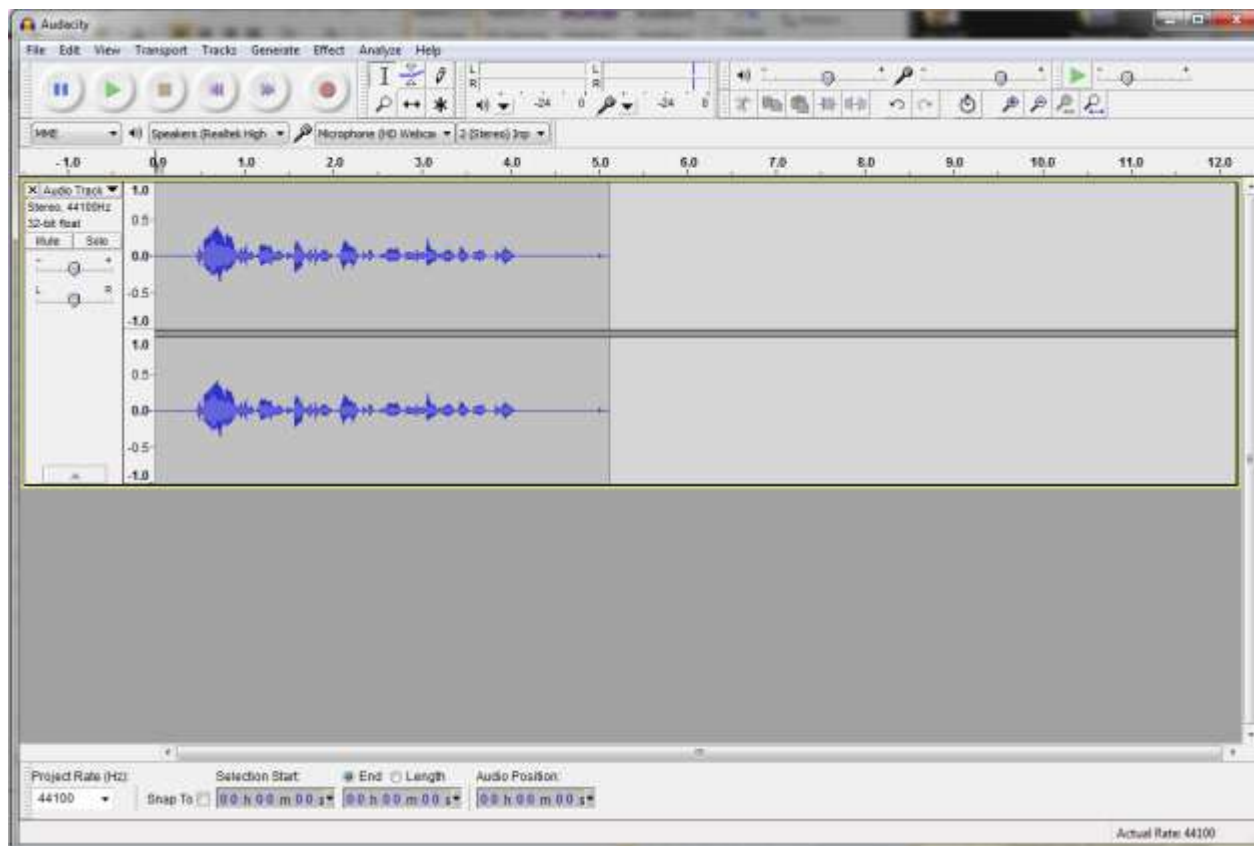 Audacity
File Edit View Transport Tracks Generate Effect Analyze Help
L
R
L
R
-24 0
-24 0
MME Speakers (Realtek High Microphone (HD Webcam 2 (Stereo) Inp
-1.0 0.0 1.0 2.0 3.0 4.0 5.0 6.0 7.0 8.0 9.0 10.0 11.0 12.0
X Audio Track 1.0
Stereo, 44100Hz
32-bit float
0.5
Mute Solo
- + 0.0
L R -0.5
-1.0
1.0
0.5
0.0
-0.5
-1.0
Project Rate (Hz): Selection Start: End Length Audio Position:
44100 Snap To 00 h 00 m 00 s 00 h 00 m 00 s 00 h 00 m 00 s
Actual Rate: 44100